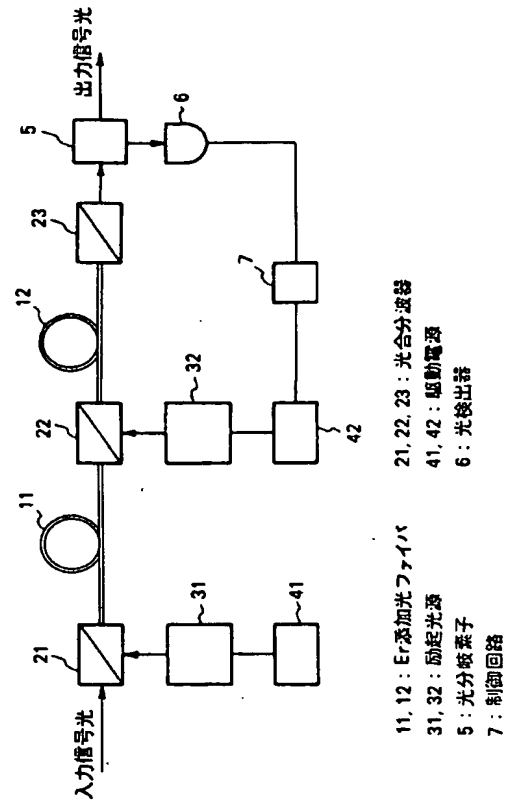 入力信号光
21
31
41
11
22
32
42
12
23
5
出力信号光
6
7
11, 12 : Er添加光ファイバ
31, 32 : 励起光源
5 : 光分岐素子
7 : 制御回路
21, 22, 23 : 光合分波器
41, 42 : 駆動電源
6 : 光検出器